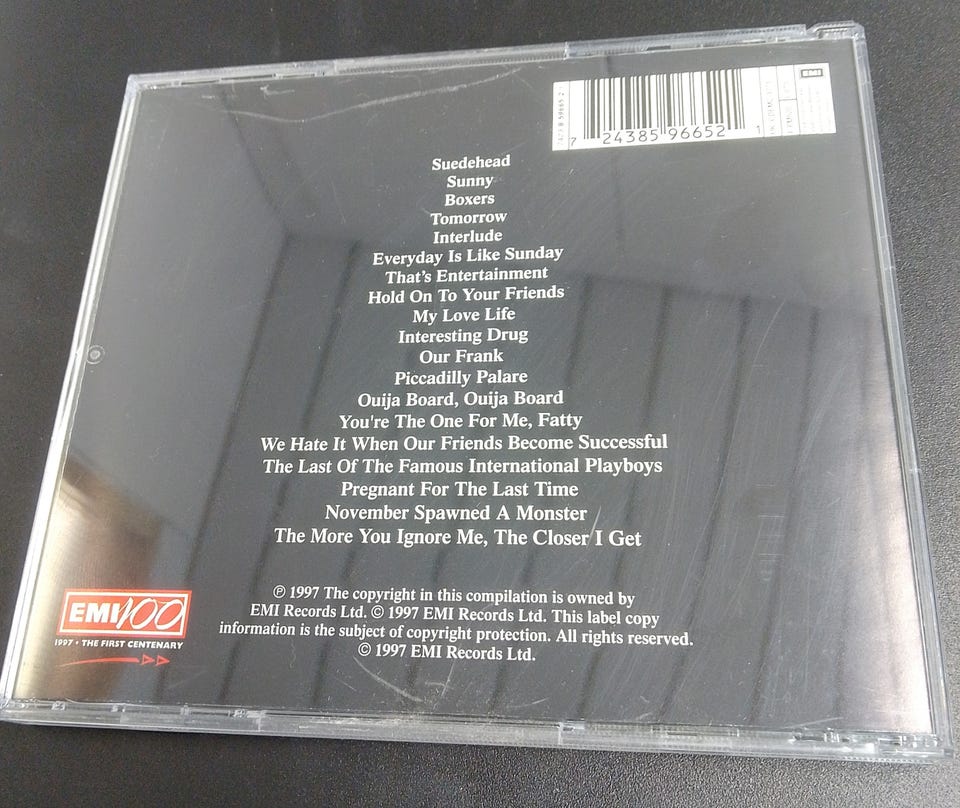 EMI
7 24385 96652 1
Suedehead
Sunny
Boxers
Tomorrow
Interlude
Everyday Is Like Sunday
That's Entertainment
Hold On To Your Friends
My Love Life
Interesting Drug
Our Frank
Piccadilly Palare
Ouija Board, Ouija Board
You're The One For Me, Fatty
We Hate It When Our Friends Become Successful
The Last Of The Famous International Playboys
Pregnant For The Last Time
November Spawned A Monster
The More You Ignore Me, The Closer I Get
℗ 1997 The copyright in this compilation is owned by
EMI Records Ltd. © 1997 EMI Records Ltd. This label copy
information is the subject of copyright protection. All rights reserved.
© 1997 EMI Records Ltd.
EMI100
1997 • THE FIRST CENTENARY